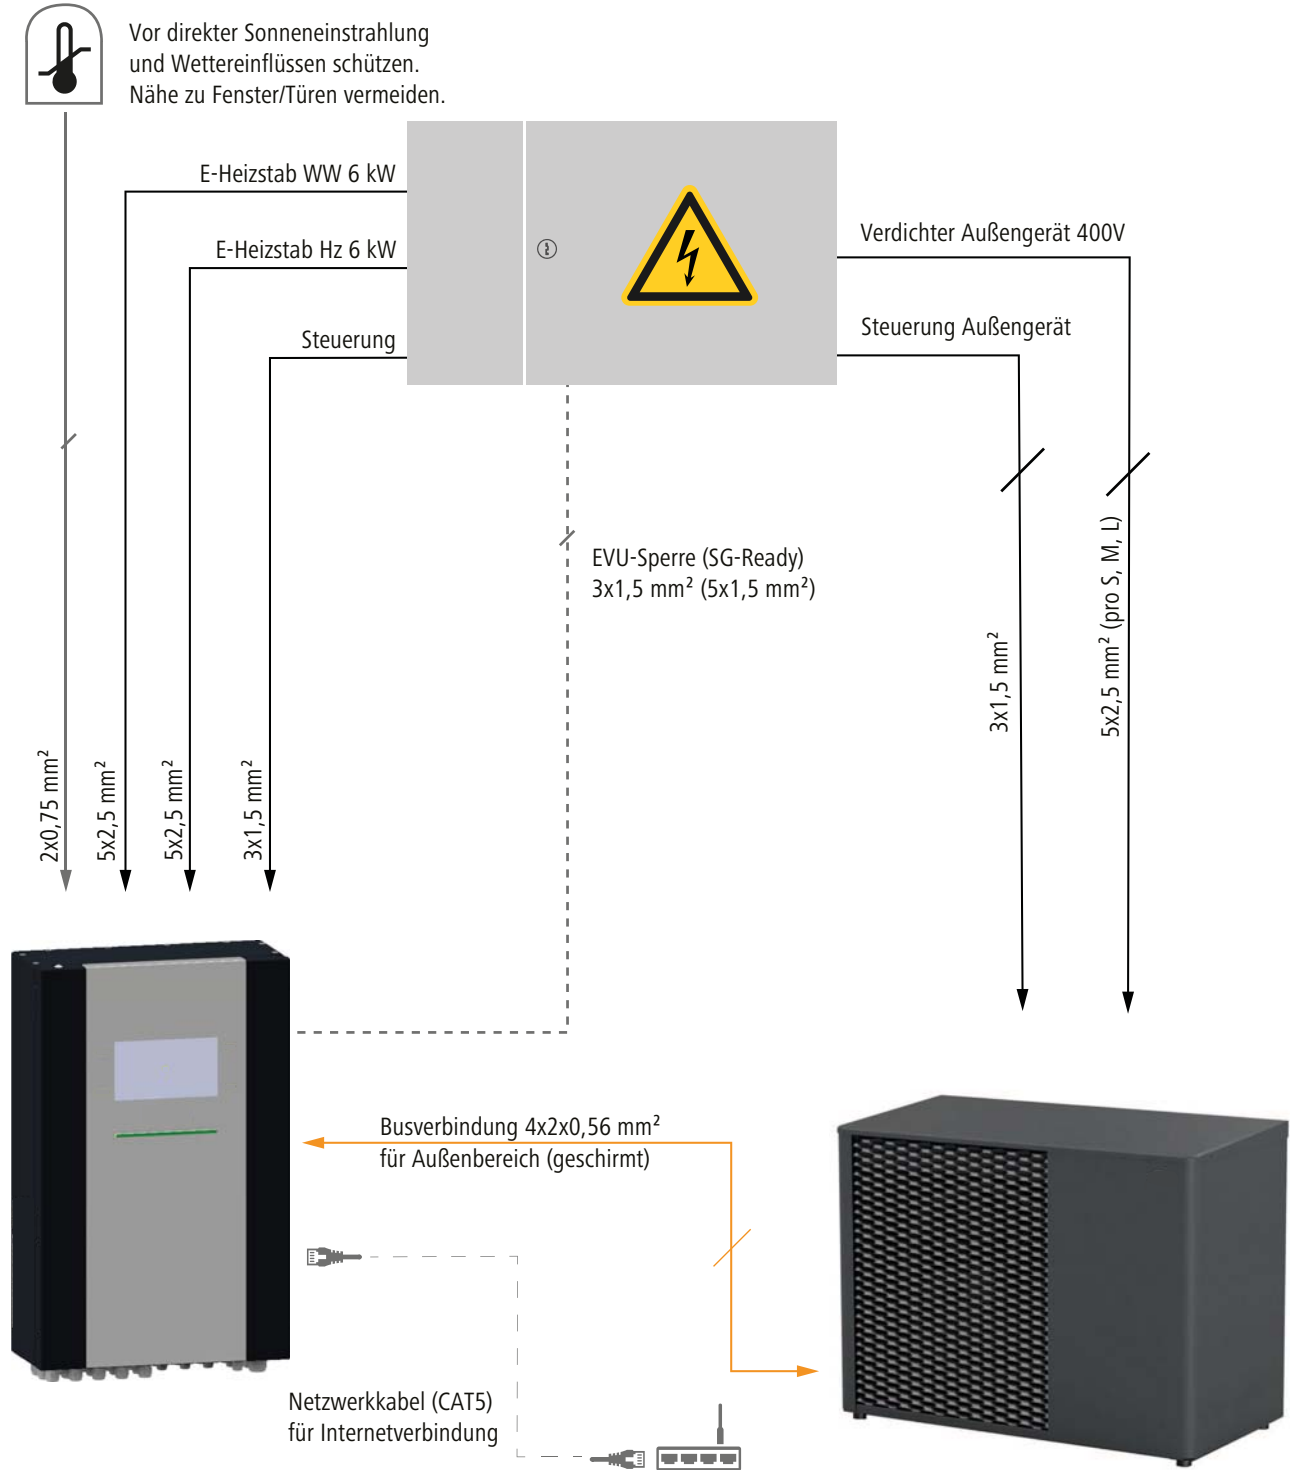 Vor direkter Sonneneinstrahlung
und Wettereinflüssen schützen.
Nähe zu Fenster/Türen vermeiden.
E-Heizstab WW 6 kW
E-Heizstab Hz 6 kW
Steuerung
Verdichter Außengerät 400V
Steuerung Außengerät
EVU-Sperre (SG-Ready)
3x1,5 mm² (5x1,5 mm²)
3x1,5 mm²
5x2,5 mm² (pro S, M, L)
2x0,75 mm²
5x2,5 mm²
5x2,5 mm²
3x1,5 mm²
Busverbindung 4x2x0,56 mm²
für Außenbereich (geschirmt)
Netzwerkkabel (CAT5)
für Internetverbindung